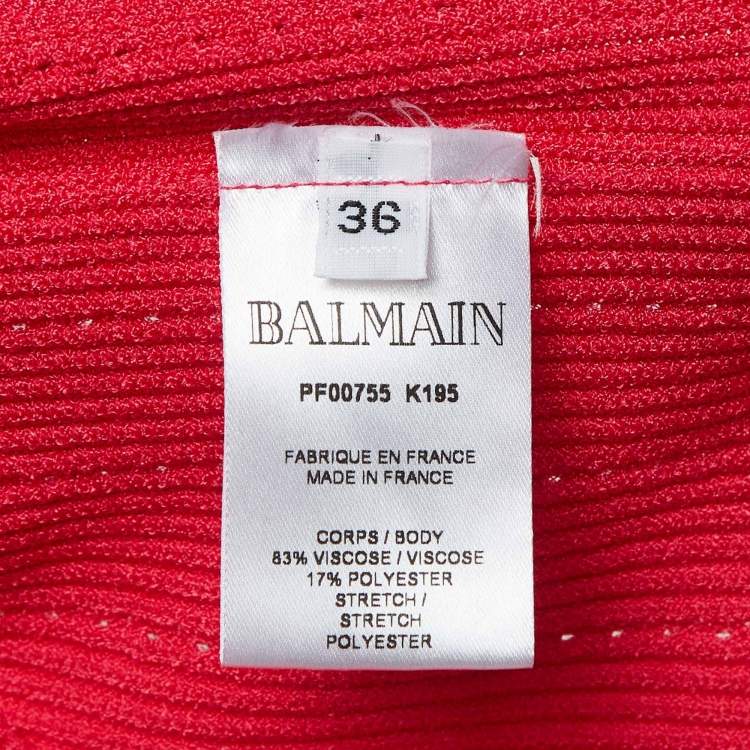 36
BALMAIN
PF00755 K195
FABRIQUE EN FRANCE
MADE IN FRANCE
CORPS / BODY
83% VISCOSE / VISCOSE
17% POLYESTER
STRETCH /
STRETCH
POLYESTER